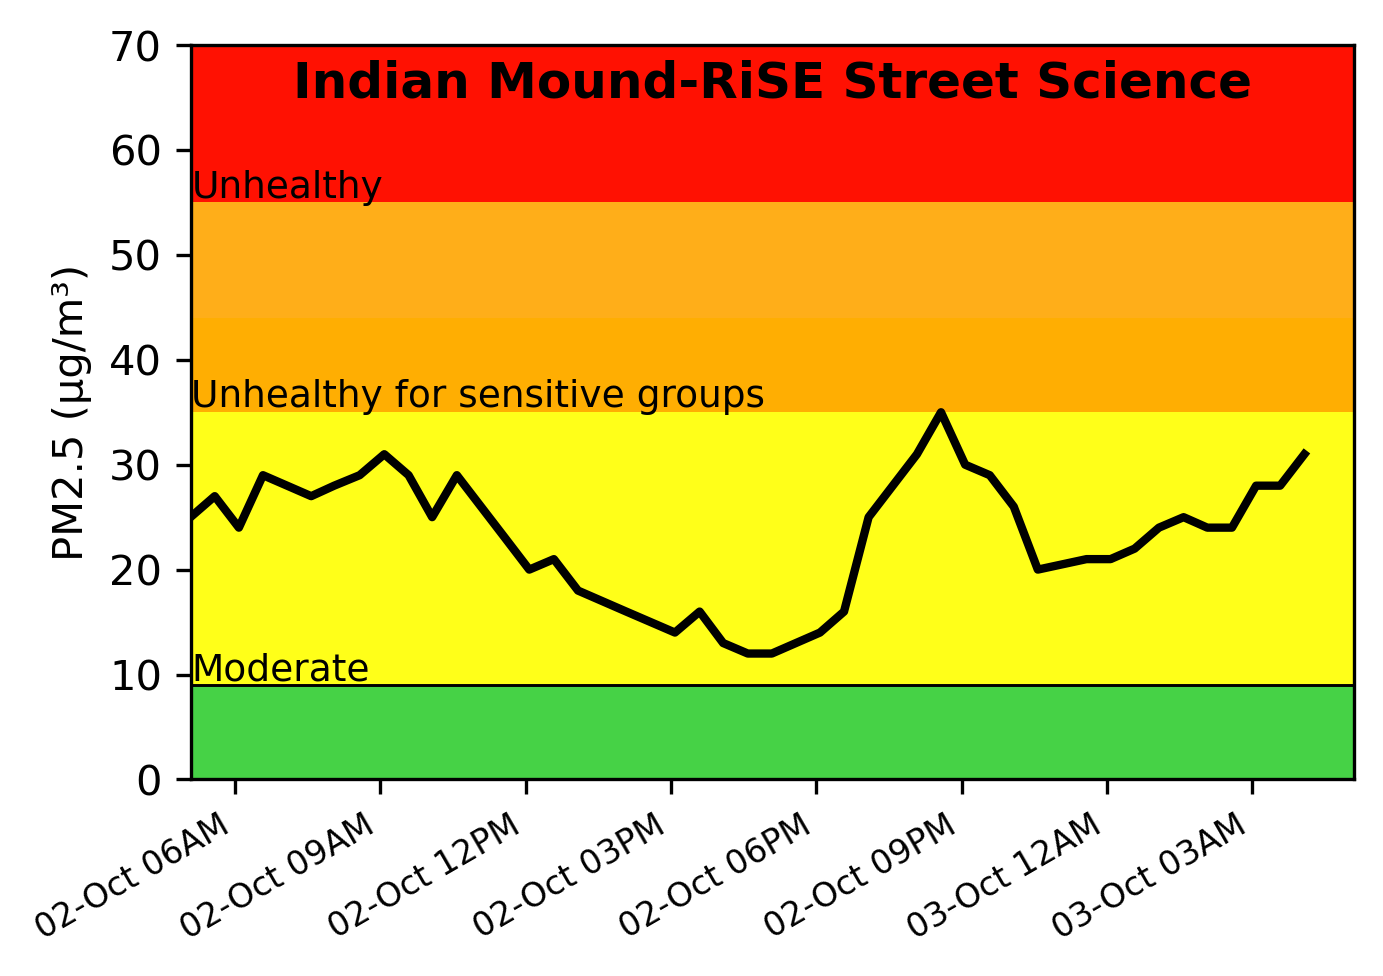 Indian Mound-RiSE Street Science
PM2.5 (µg/m³)
70
60
Unhealthy
50
40
Unhealthy for sensitive groups
30
20
10
Moderate
0
02-Oct 06AM
02-Oct 09AM
02-Oct 12PM
02-Oct 03PM
02-Oct 06PM
02-Oct 09PM
03-Oct 12AM
03-Oct 03AM